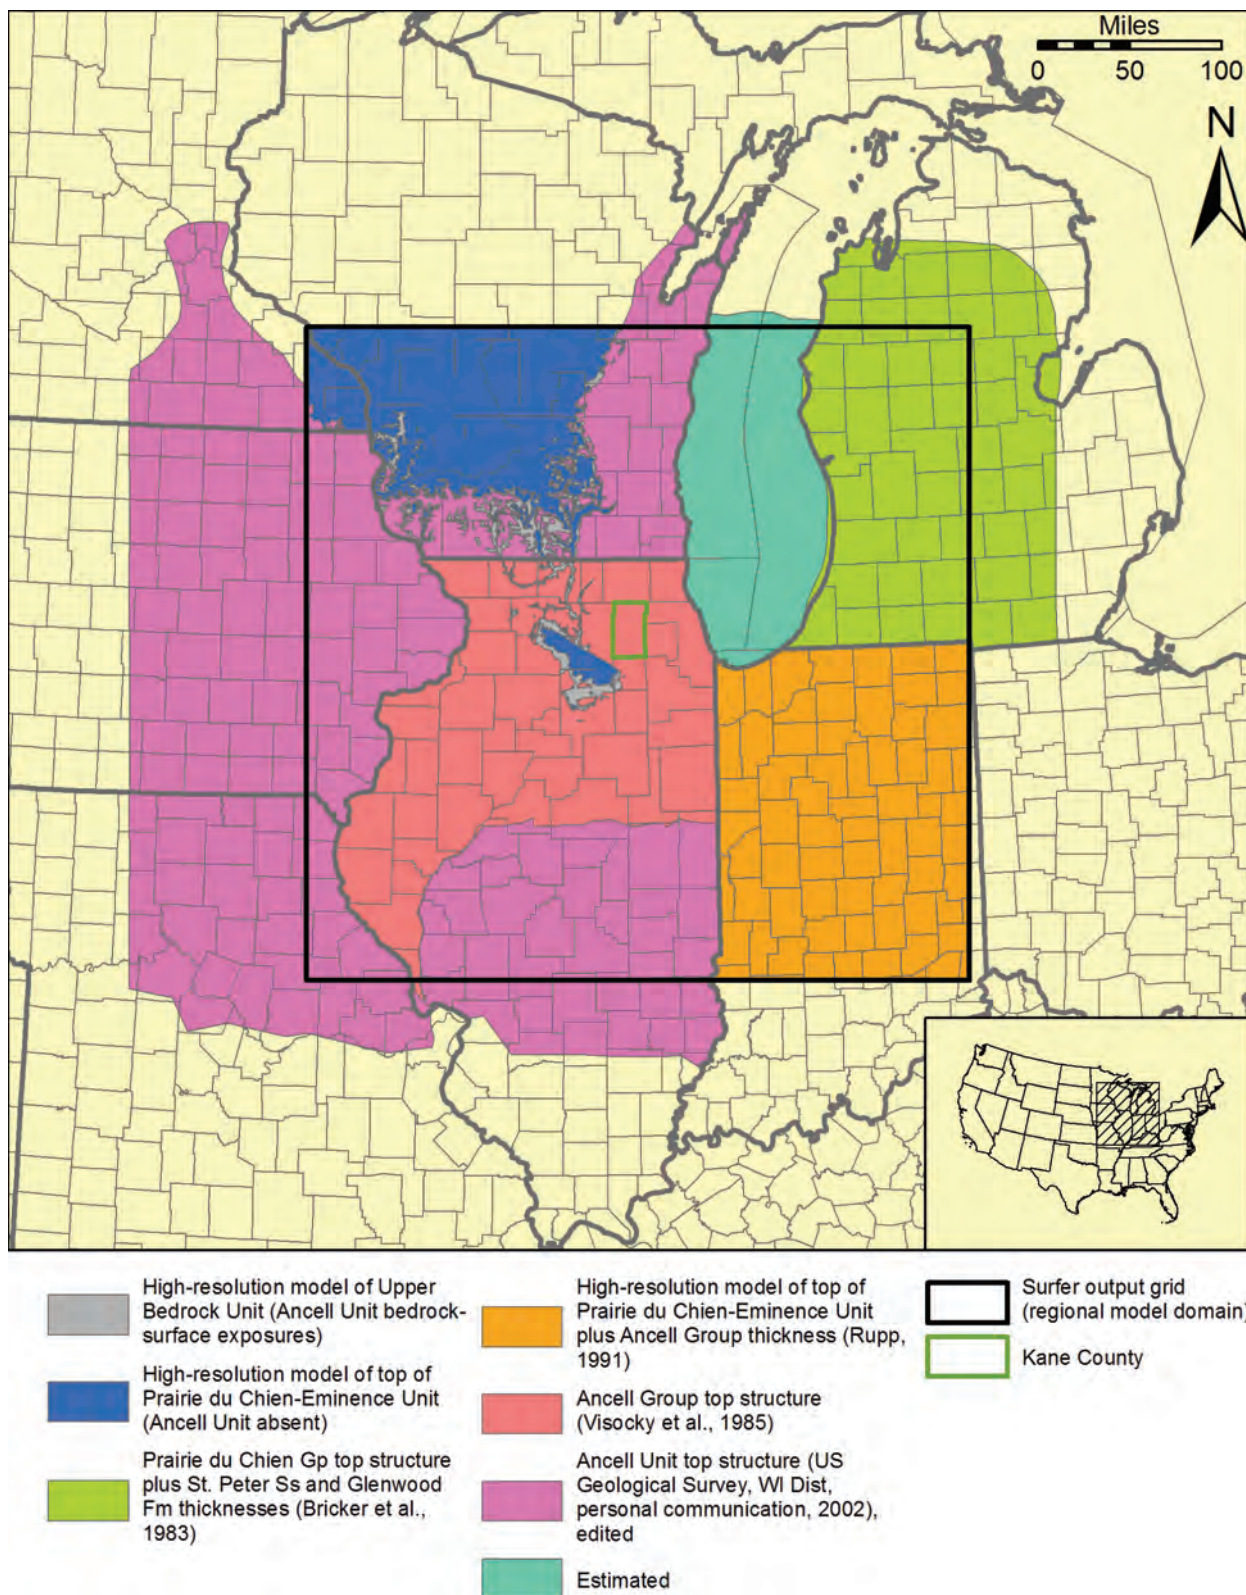 Miles
0 50 100
N
High-resolution model of Upper
Bedrock Unit (Ancell Unit bedrock-
surface exposures)
High-resolution model of top of
Prairie du Chien-Eminence Unit
(Ancell Unit absent)
Prairie du Chien Gp top structure
plus St. Peter Ss and Glenwood
Fm thicknesses (Bricker et al.,
1983)
High-resolution model of top of
Prairie du Chien-Eminence Unit
plus Ancell Group thickness (Rupp,
1991)
Ancell Group top structure
(Visocky et al., 1985)
Ancell Unit top structure (US
Geological Survey, WI Dist,
personal communication, 2002),
edited
Estimated
Surfer output grid
(regional model domain)
Kane County